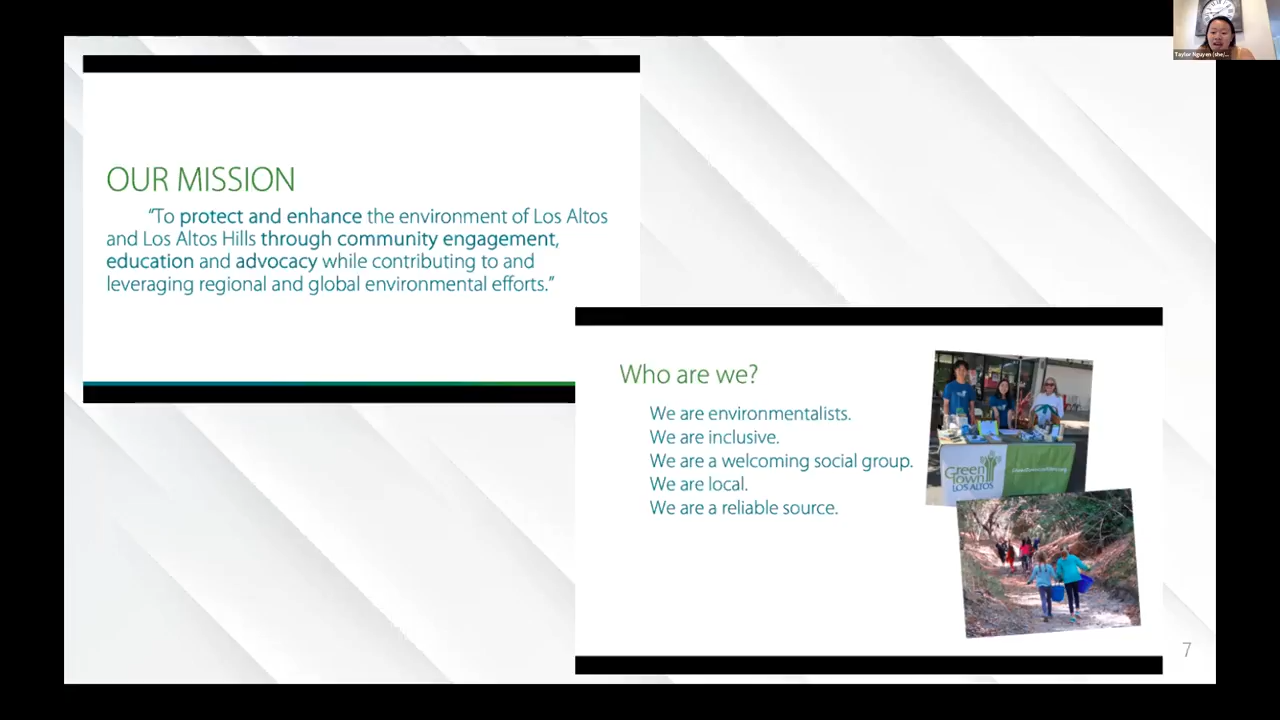 Taylor Nguyen (she/...
OUR MISSION
“To protect and enhance the environment of Los Altos
and Los Altos Hills through community engagement,
education and advocacy while contributing to and
leveraging regional and global environmental efforts.”
Who are we?
We are environmentalists.
We are inclusive.
We are a welcoming social group.
We are local.
We are a reliable source.
Green
Town
LOS ALTOS
7